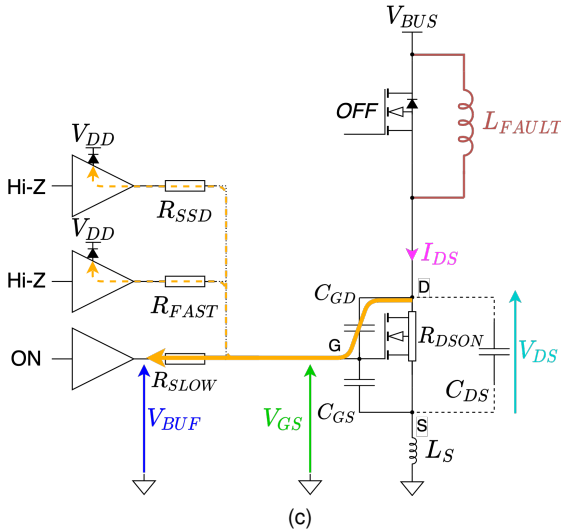 V_BUS
OFF
L_FAULT
V_DD
Hi-Z
R_SSD
V_DD
I_DS
Hi-Z
C_GD
D
R_FAST
G
R_DSON
V_DS
ON
R_SLOW
C_DS
V_BUF
V_GS
C_GS
S
L_S
(c)